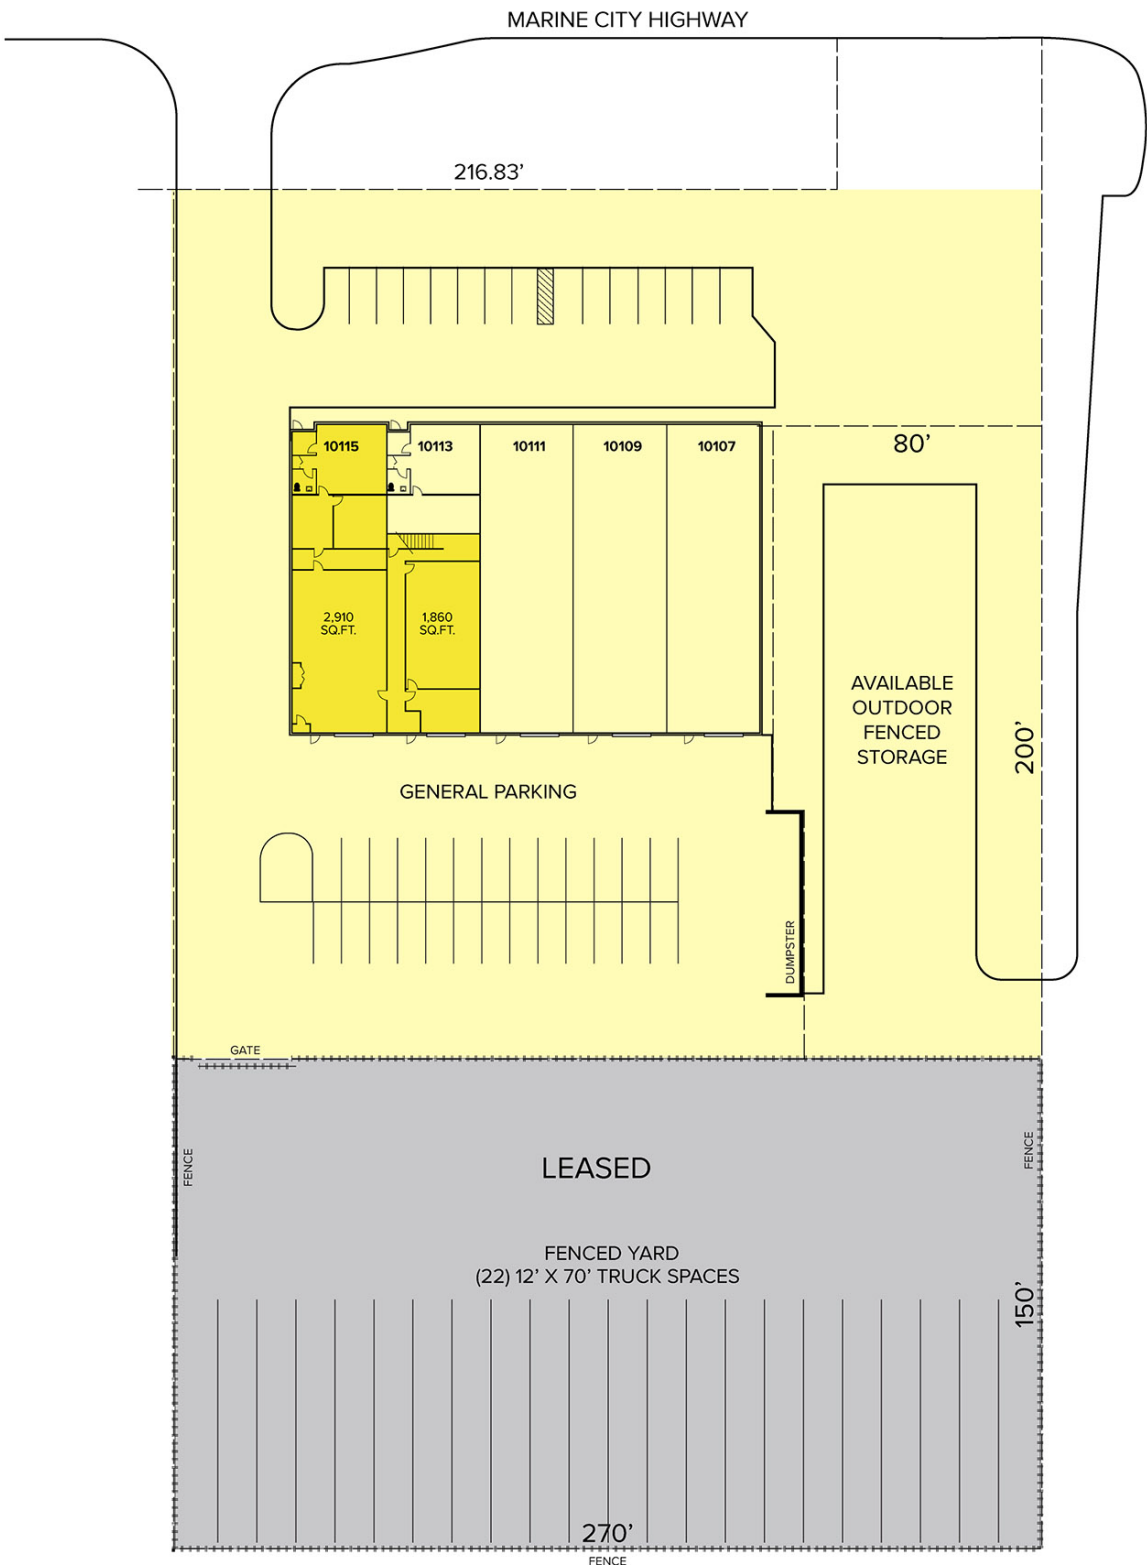 MARINE CITY HIGHWAY
216.83’
10115
10113
10111
10109
10107
80’
2,910
SQ.FT.
1,860
SQ.FT.
AVAILABLE
OUTDOOR
FENCED
STORAGE
200’
GENERAL PARKING
DUMPSTER
GATE
FENCE
FENCE
LEASED
FENCED YARD
(22) 12’ X 70’ TRUCK SPACES
150’
270’
FENCE